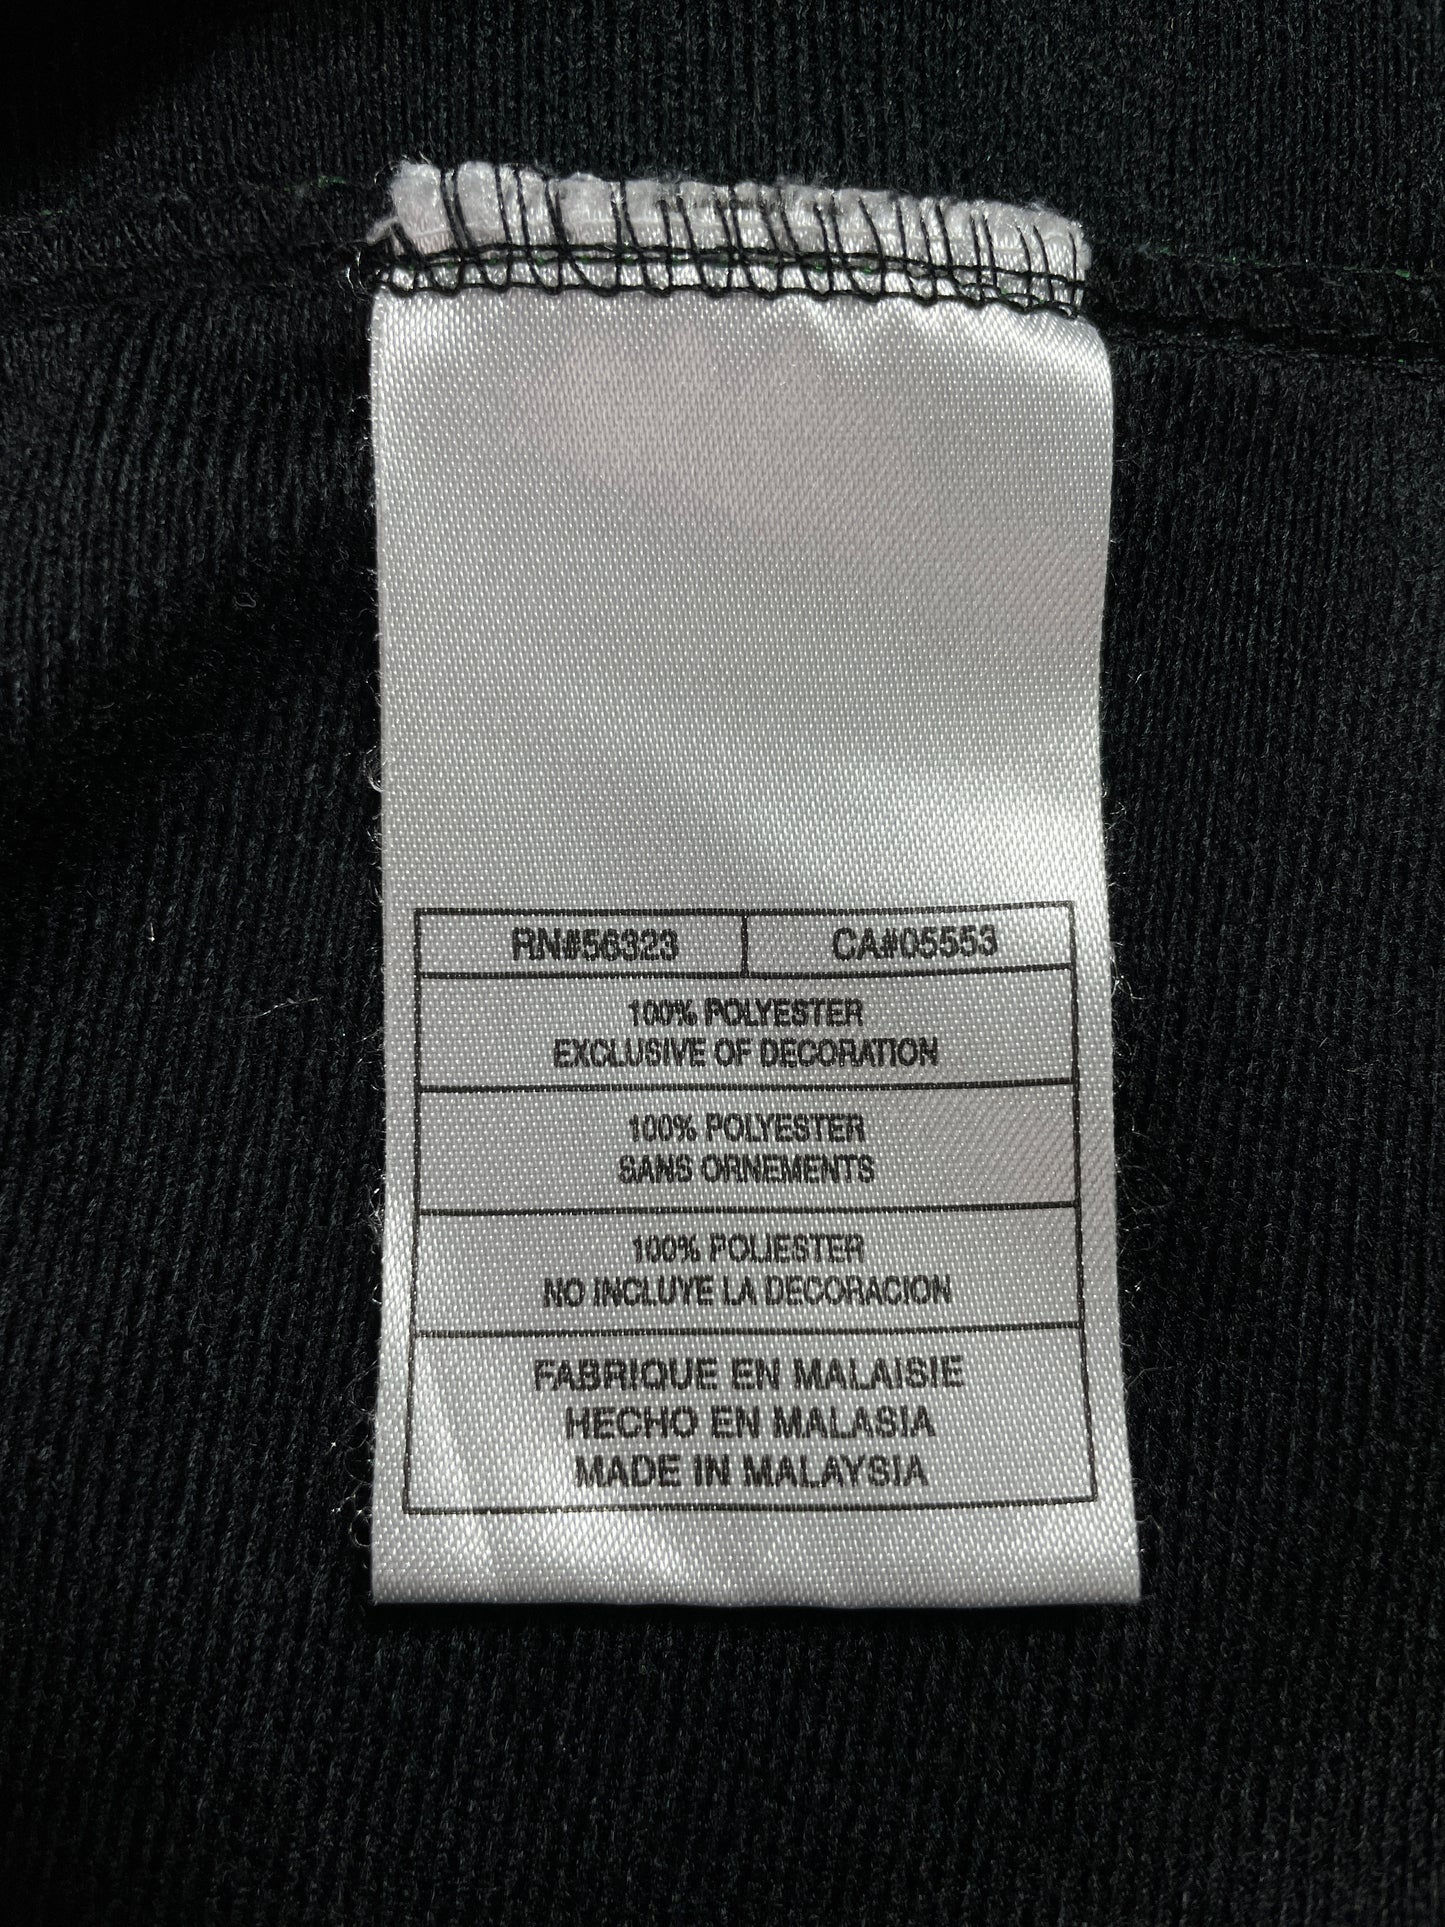 RN#56323 CA#05553
100% POLYESTER
EXCLUSIVE OF DECORATION
100% POLYESTER
SANS ORNEMENTS
100% POLIESTER
NO INCLUYE LA DECORACION
FABRIQUE EN MALAISIE
HECHO EN MALASIA
MADE IN MALAYSIA